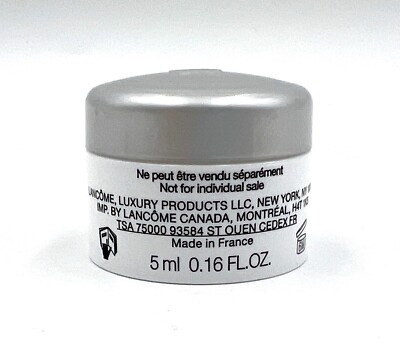 Ne peut être vendu séparément
Not for individual sale
LANCÔME, LUXURY PRODUCTS LLC, NEW YORK, NY
IMP. BY LANCÔME CANADA, MONTRÉAL, H4T
TSA 75000 93584 ST OUEN CEDEX.FR
Made in France
5 ml 0.16 FL.OZ.